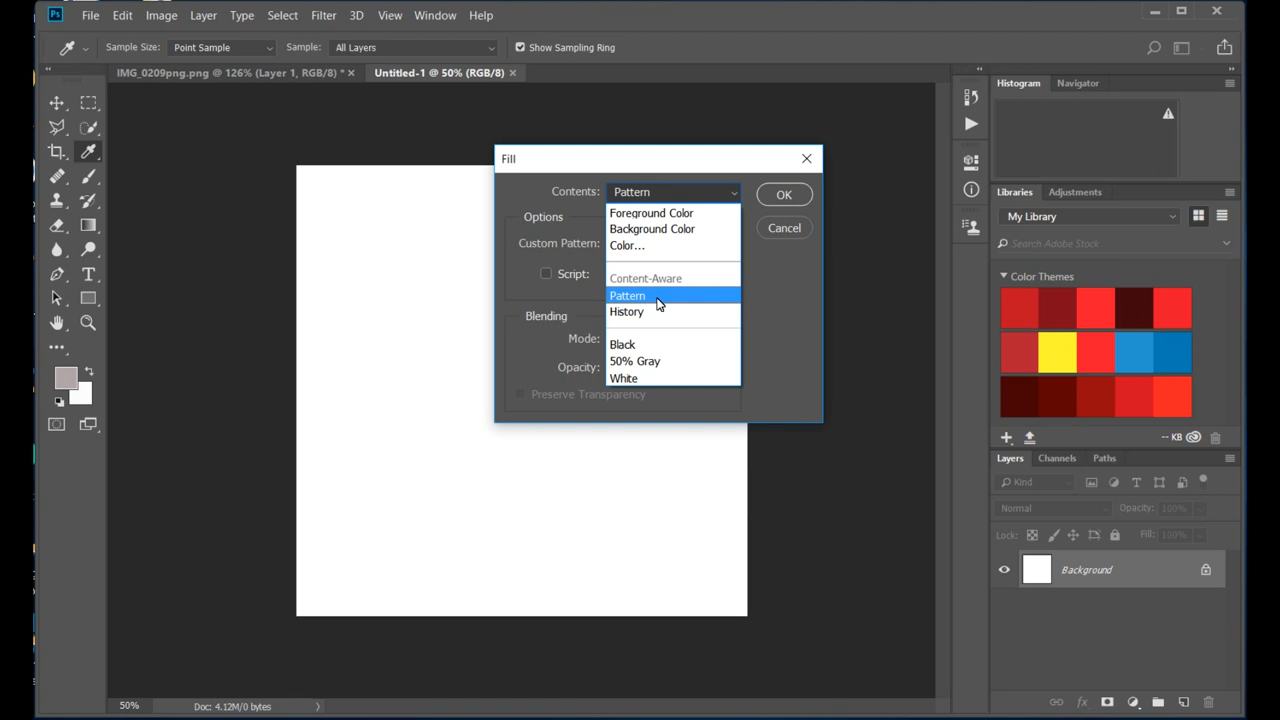 Ps File Edit Image Layer Type Select Filter 3D View Window Help
Sample Size: Point Sample Sample: All Layers Show Sampling Ring
IMG_0209png.png @ 126% (Layer 1, RGB/8) * × Untitled-1 @ 50% (RGB/8) ×
Histogram Navigator
Fill
Contents: Pattern OK
Foreground Color
Options
Background Color Cancel
Custom Pattern: Color...
Script: Content-Aware
Pattern
Blending History
Mode: Black
Opacity: 50% Gray
White
Preserve Transparency
Libraries Adjustments
My Library
Search Adobe Stock
Color Themes
-- KB
Layers Channels Paths
Kind
Normal Opacity: 100%
Lock: Fill: 100%
Background
50% Doc: 4.12M/0 bytes